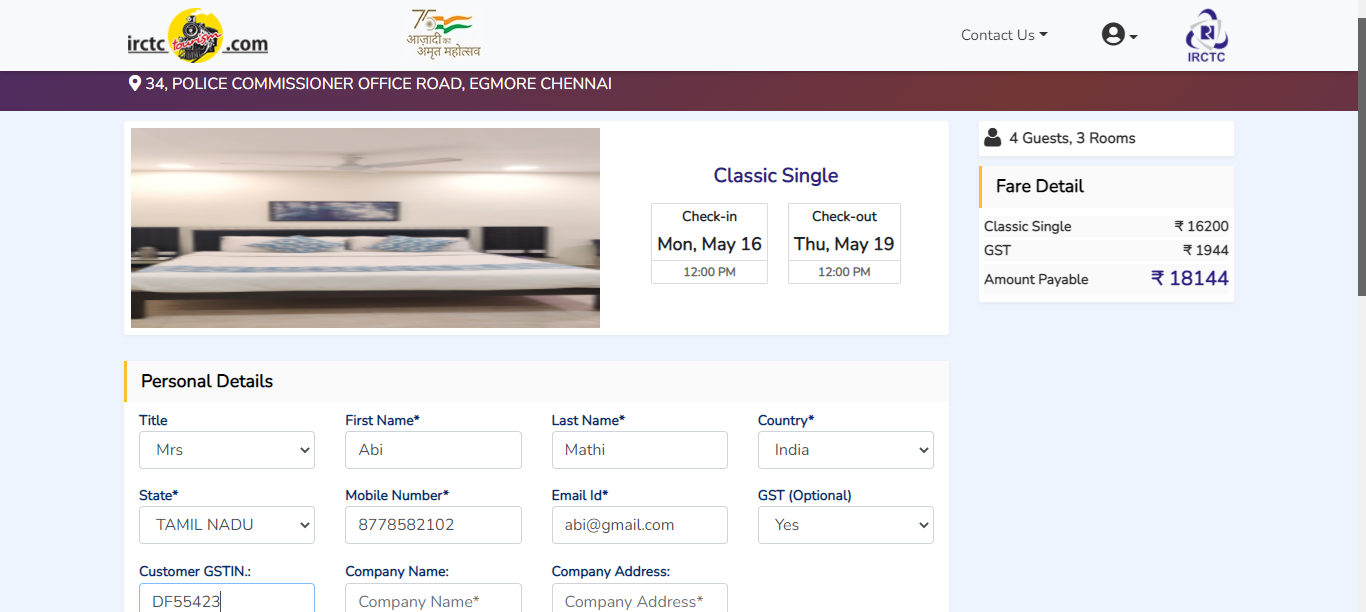 irctc tourism .com
75
आज़ादी का
अमृत महोत्सव
Contact Us
IRCTC
34, POLICE COMMISSIONER OFFICE ROAD, EGMORE CHENNAI
Classic Single
Check-in
Mon, May 16
12:00 PM
Check-out
Thu, May 19
12:00 PM
4 Guests, 3 Rooms
Fare Detail
Classic Single ₹ 16200
GST ₹ 1944
Amount Payable ₹ 18144
Personal Details
Title First Name* Last Name* Country*
Mrs Abi Mathi India
State* Mobile Number* Email Id* GST (Optional)
TAMIL NADU 8778582102 abi@gmail.com Yes
Customer GSTIN.: Company Name: Company Address:
DF55423 Company Name* Company Address*